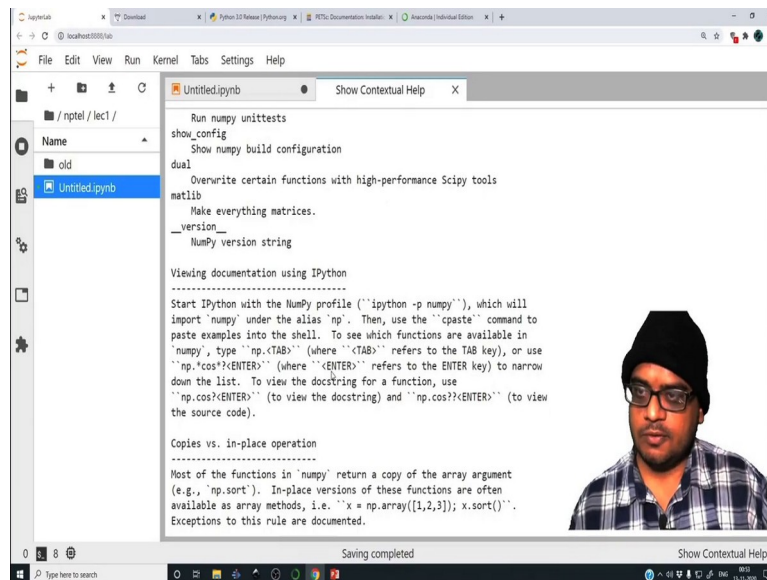 JupyterLab
Download
Python 3.0 Release | Python.org
PETSc: Documentation: Installati
Anaconda | Individual Edition
localhost:8888/lab
File Edit View Run Kernel Tabs Settings Help
Untitled.ipynb
Show Contextual Help
/ nptel / lec1 /
Name
old
Untitled.ipynb
Run numpy unittests
show_config
Show numpy build configuration
dual
Overwrite certain functions with high-performance Scipy tools
matlib
Make everything matrices.
__version__
NumPy version string
Viewing documentation using IPython
---------------------------------
Start IPython with the NumPy profile (``ipython -p numpy``), which will
import `numpy` under the alias `np`. Then, use the ``cpaste`` command to
paste examples into the shell. To see which functions are available in
`numpy`, type ``np.<TAB>`` (where ``<TAB>`` refers to the TAB key), or use
``np.*cos*?<ENTER>`` (where ``<ENTER>`` refers to the ENTER key) to narrow
down the list. To view the docstring for a function, use
``np.cos?<ENTER>`` (to view the docstring) and ``np.cos??<ENTER>`` (to view
the source code).
Copies vs. in-place operation
-----------------------------
Most of the functions in `numpy` return a copy of the array argument
(e.g., `np.sort`). In-place versions of these functions are often
available as array methods, i.e. ``x = np.array([1,2,3]); x.sort()``.
Exceptions to this rule are documented.
0 $_ 8
Saving completed
Show Contextual Help
Type here to search
ENG
00:53